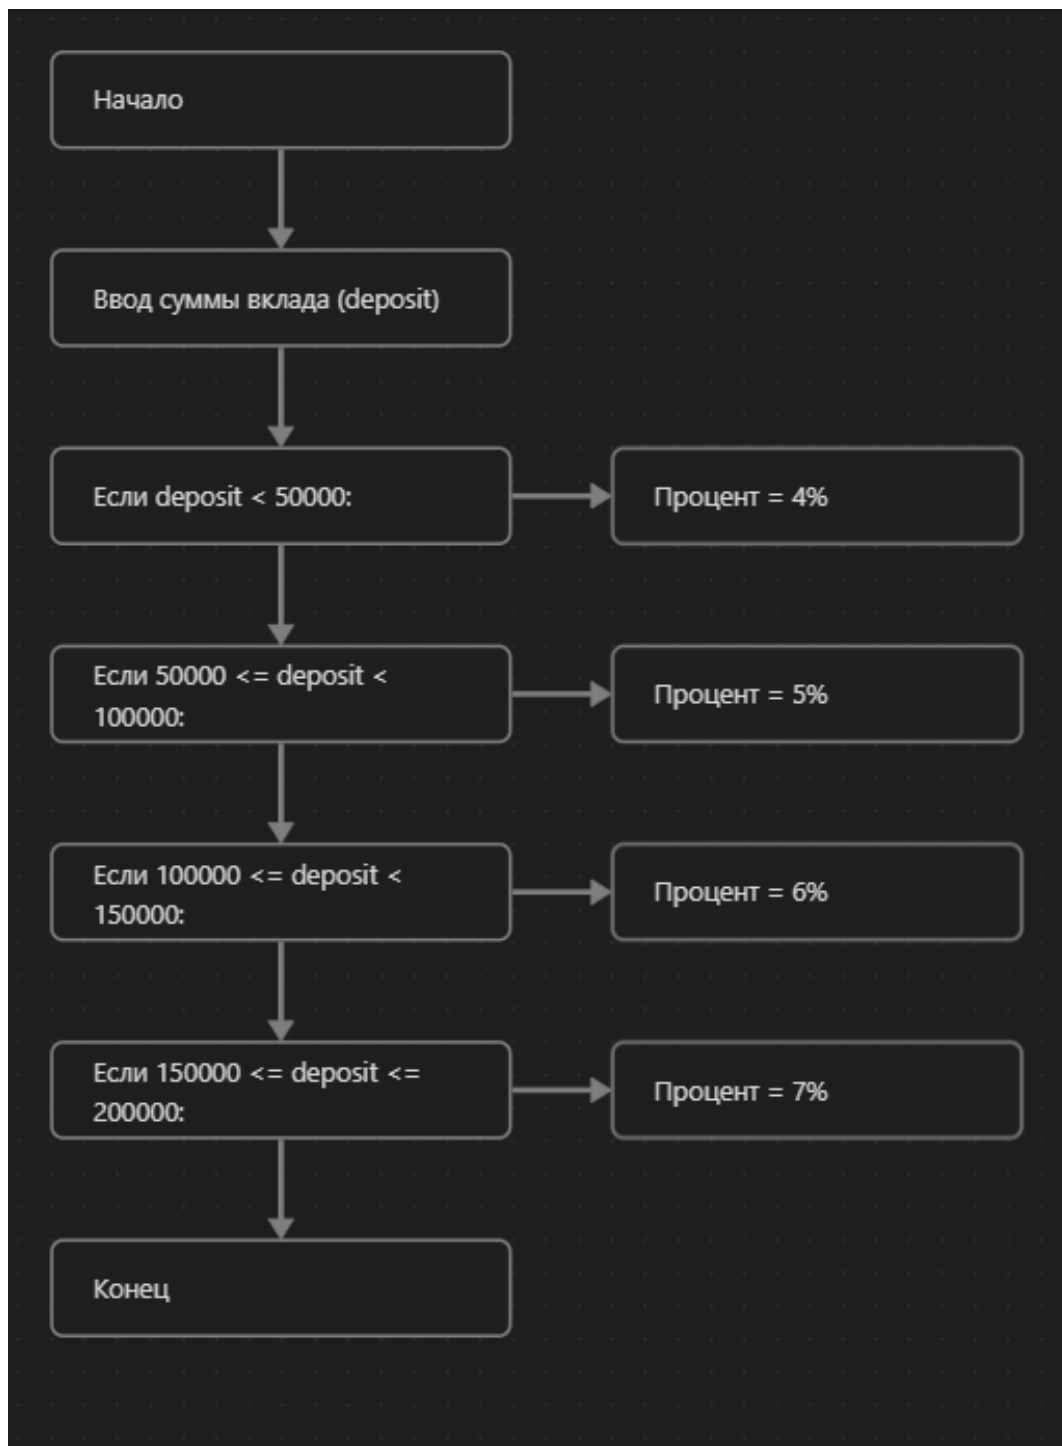 Начало
Ввод суммы вклада (deposit)
Если deposit < 50000:
Процент = 4%
Если 50000 <= deposit <
100000:
Процент = 5%
Если 100000 <= deposit <
150000:
Процент = 6%
Если 150000 <= deposit <=
200000:
Процент = 7%
Конец